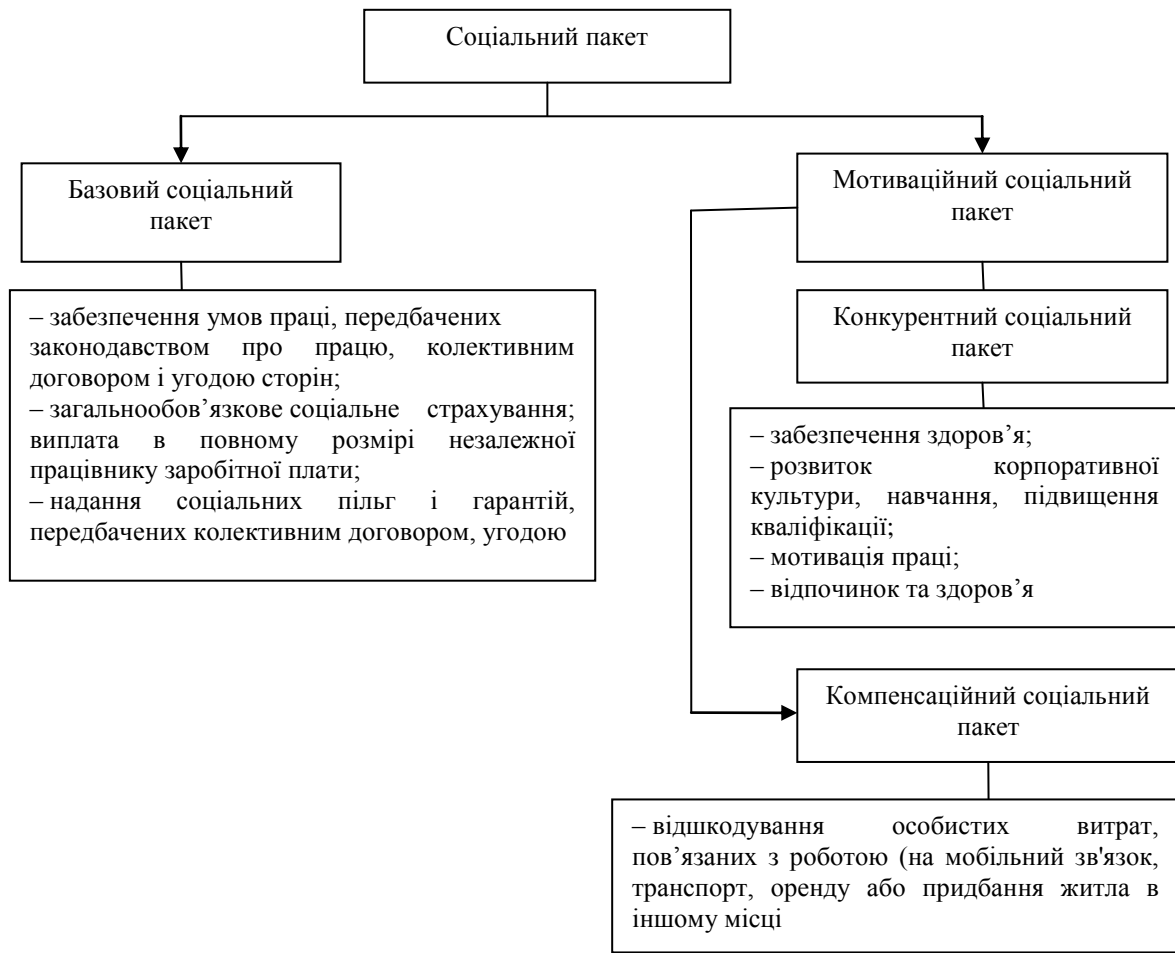 Соціальний пакет
Базовий соціальний
пакет
– забезпечення умов праці, передбачених
законодавством про працю, колективним
договором і угодою сторін;
– загальнообов’язкове соціальне страхування;
виплата в повному розмірі незалежної
працівнику заробітної плати;
– надання соціальних пільг і гарантій,
передбачених колективним договором, угодою
Мотиваційний соціальний
пакет
Конкурентний соціальний
пакет
– забезпечення здоров’я;
– розвиток корпоративної
культури, навчання, підвищення
кваліфікації;
– мотивація праці;
– відпочинок та здоров’я
Компенсаційний соціальний
пакет
– відшкодування особистих витрат,
пов’язаних з роботою (на мобільний зв'язок,
транспорт, оренду або придбання житла в
іншому місці